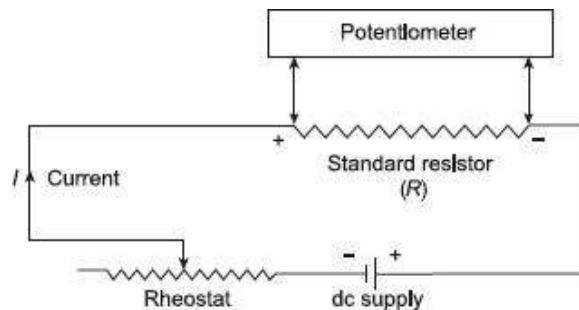 Potentiometer
+
–
Standard resistor
(R)
I Current
– +
Rheostat
dc supply